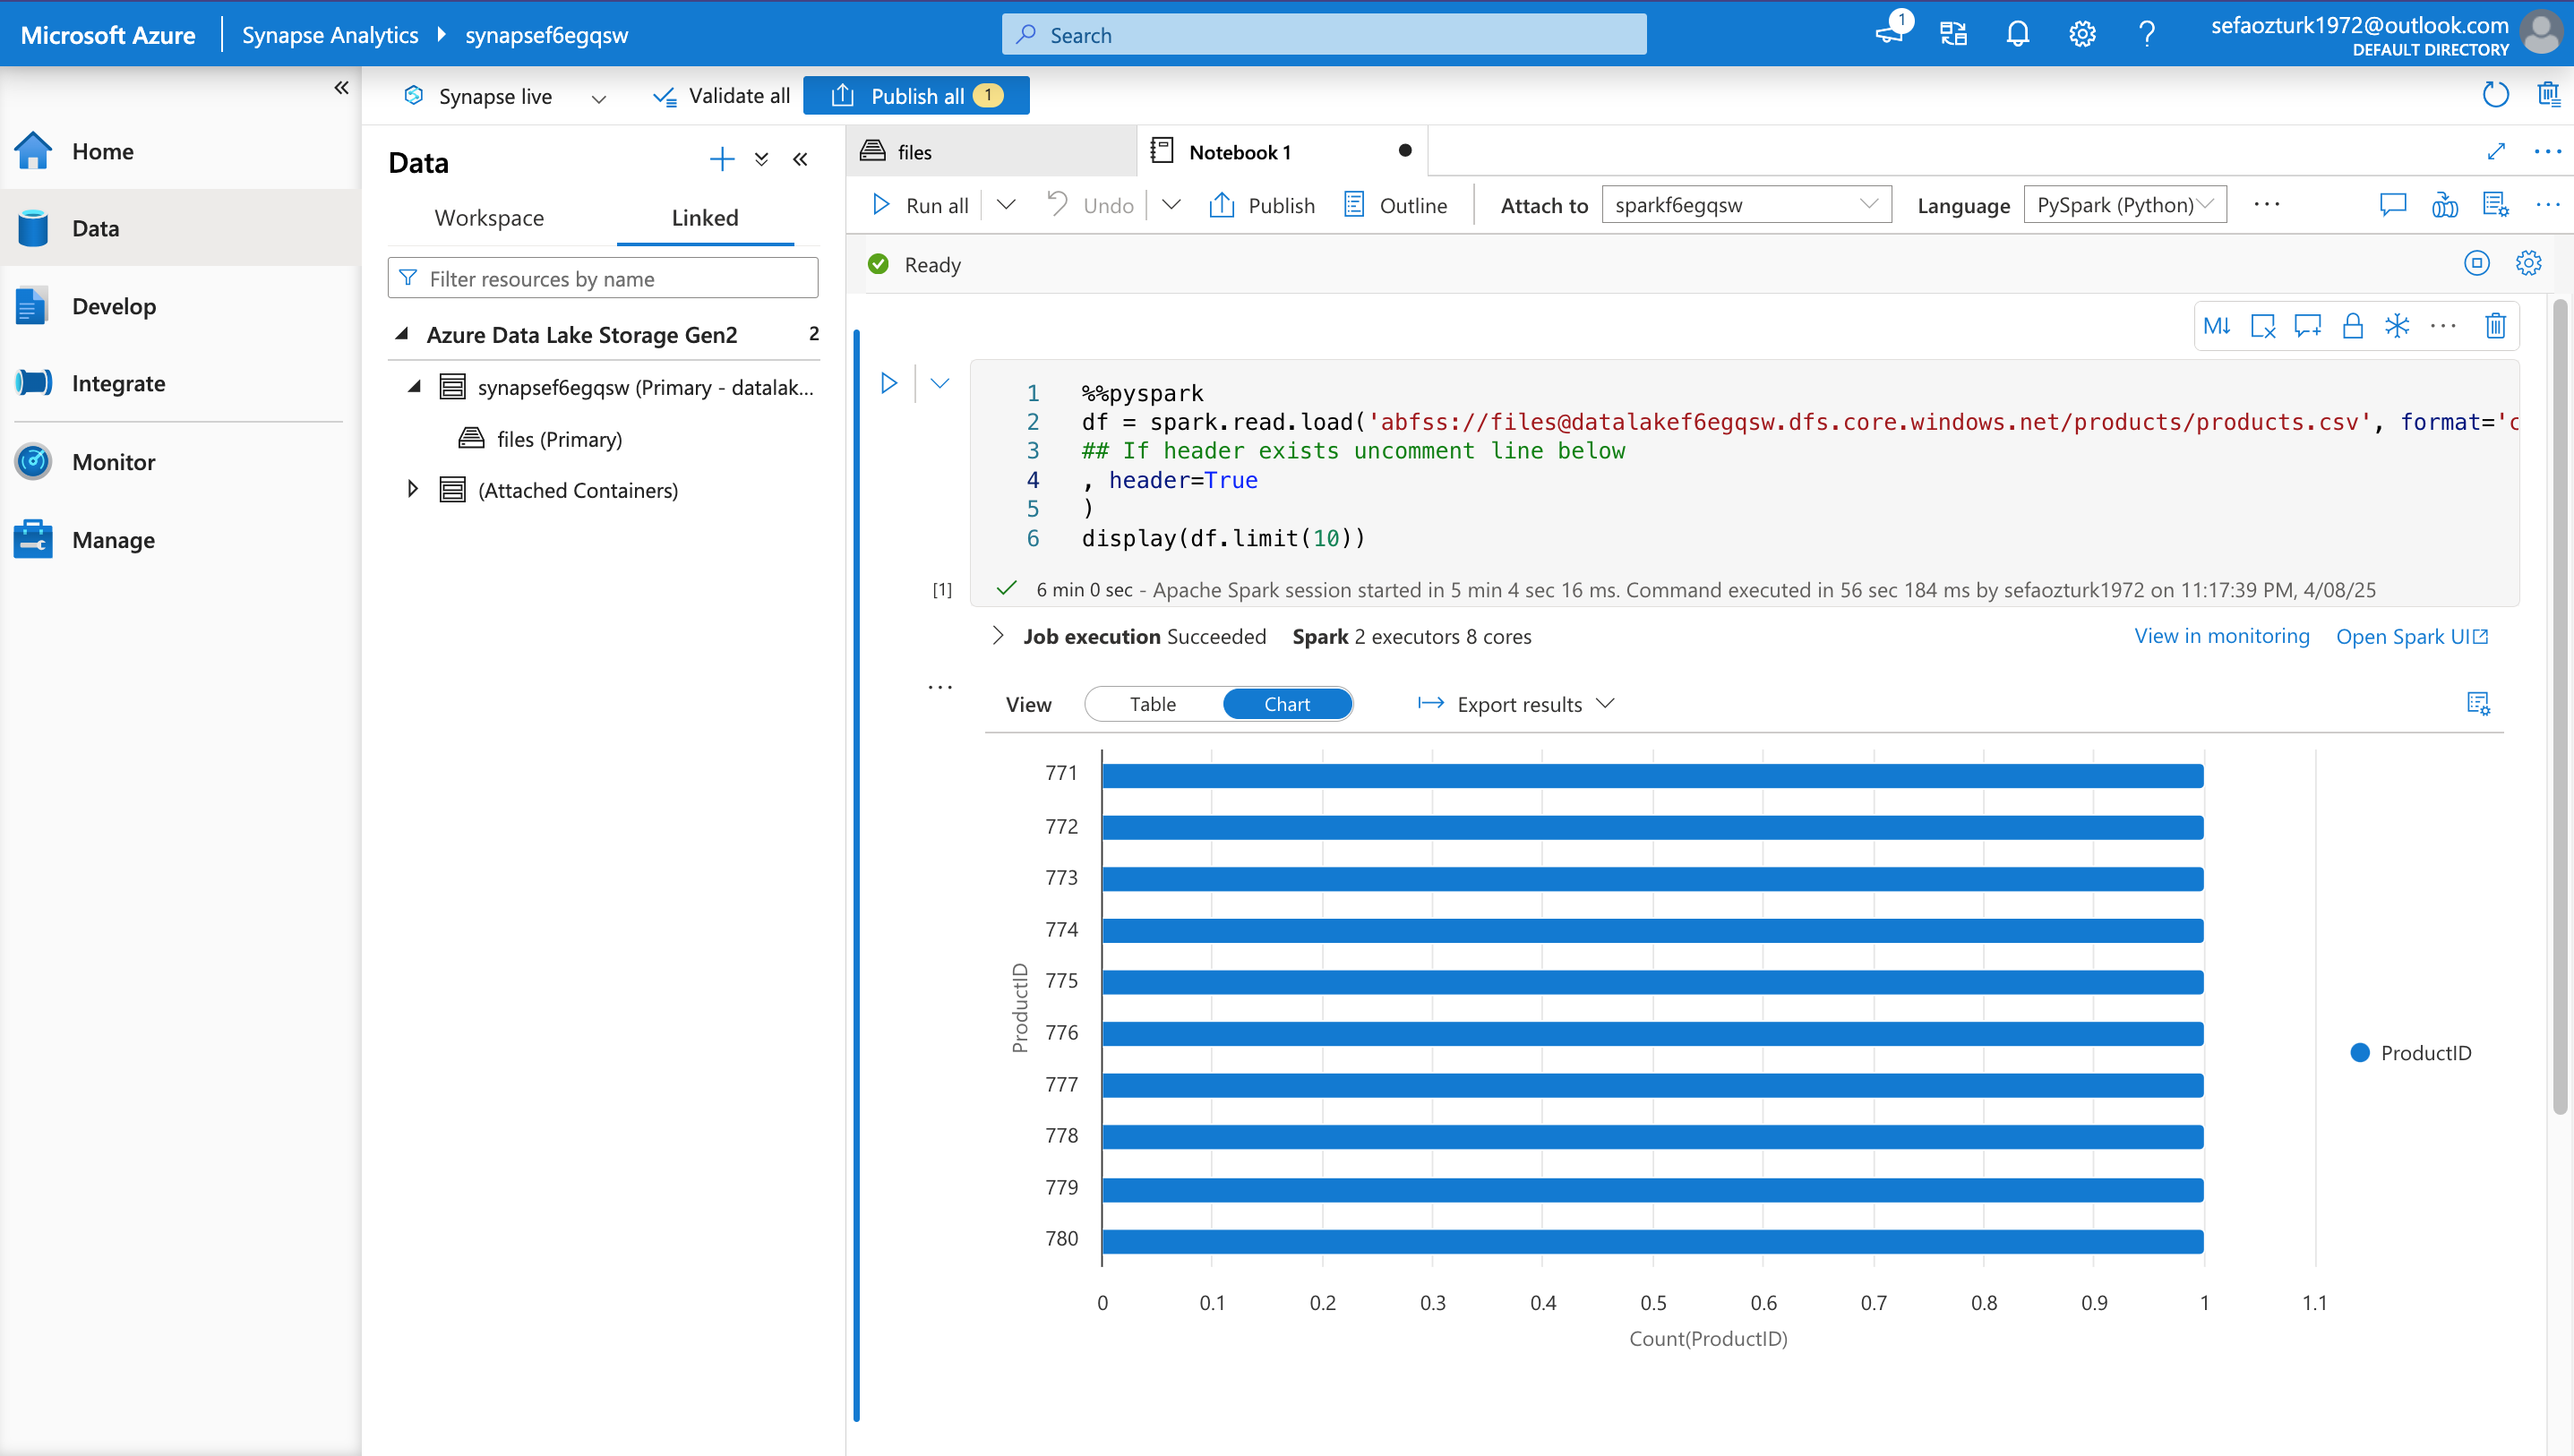 Microsoft Azure
Synapse Analytics
synapsef6egqsw
Search
1
sefaozturk1972@outlook.com
DEFAULT DIRECTORY
Synapse live
Validate all
Publish all
1
Home
Data
Develop
Integrate
Monitor
Manage
Data
Workspace
Linked
Filter resources by name
Azure Data Lake Storage Gen2
2
synapsef6egqsw (Primary - datalak...
files (Primary)
(Attached Containers)
files
Notebook 1
Run all
Undo
Publish
Outline
Attach to
sparkf6egqsw
Language
PySpark (Python)
Ready
M↓
1 %%pyspark
2 df = spark.read.load('abfss://files@datalakef6egqsw.dfs.core.windows.net/products/products.csv', format='c
3 ## If header exists uncomment line below
4 , header=True
5 )
6 display(df.limit(10))
[1]
6 min 0 sec - Apache Spark session started in 5 min 4 sec 16 ms. Command executed in 56 sec 184 ms by sefaozturk1972 on 11:17:39 PM, 4/08/25
Job execution Succeeded Spark 2 executors 8 cores
View in monitoring
Open Spark UI
View
Table
Chart
Export results
771
772
773
774
775
776
777
778
779
780
ProductID
0 0.1 0.2 0.3 0.4 0.5 0.6 0.7 0.8 0.9 1 1.1
Count(ProductID)
ProductID